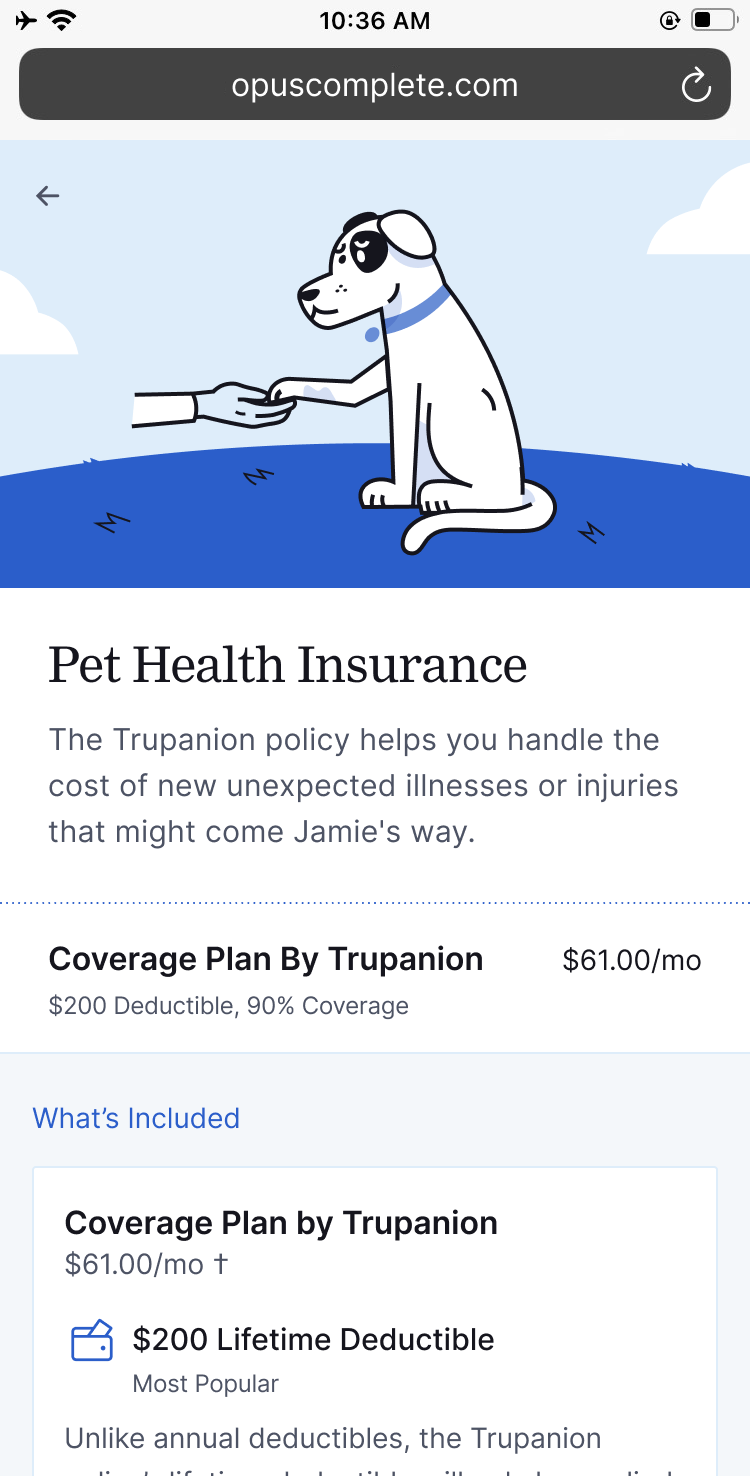 10:36 AM
opuscomplete.com
Pet Health Insurance
The Trupanion policy helps you handle the
cost of new unexpected illnesses or injuries
that might come Jamie's way.
Coverage Plan By Trupanion
$61.00/mo
$200 Deductible, 90% Coverage
What’s Included
Coverage Plan by Trupanion
$61.00/mo †
$200 Lifetime Deductible
Most Popular
Unlike annual deductibles, the Trupanion